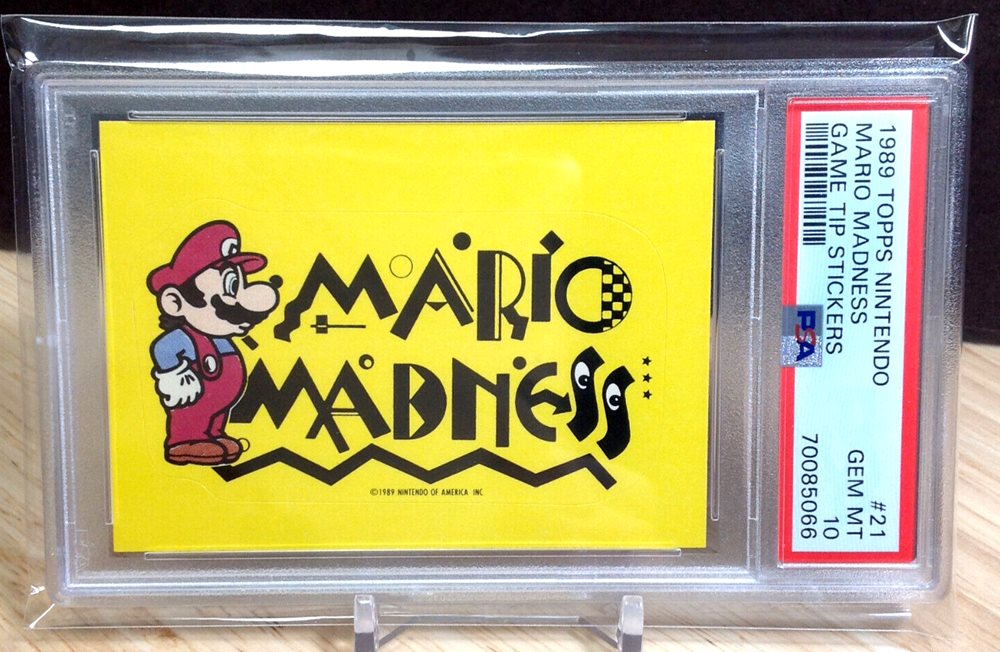 MARIO
MADNESS
©1989 NINTENDO OF AMERICA INC
1989 TOPPS NINTENDO #21
MARIO MADNESS GEM MT
GAME TIP STICKERS 10
PSA 70085066